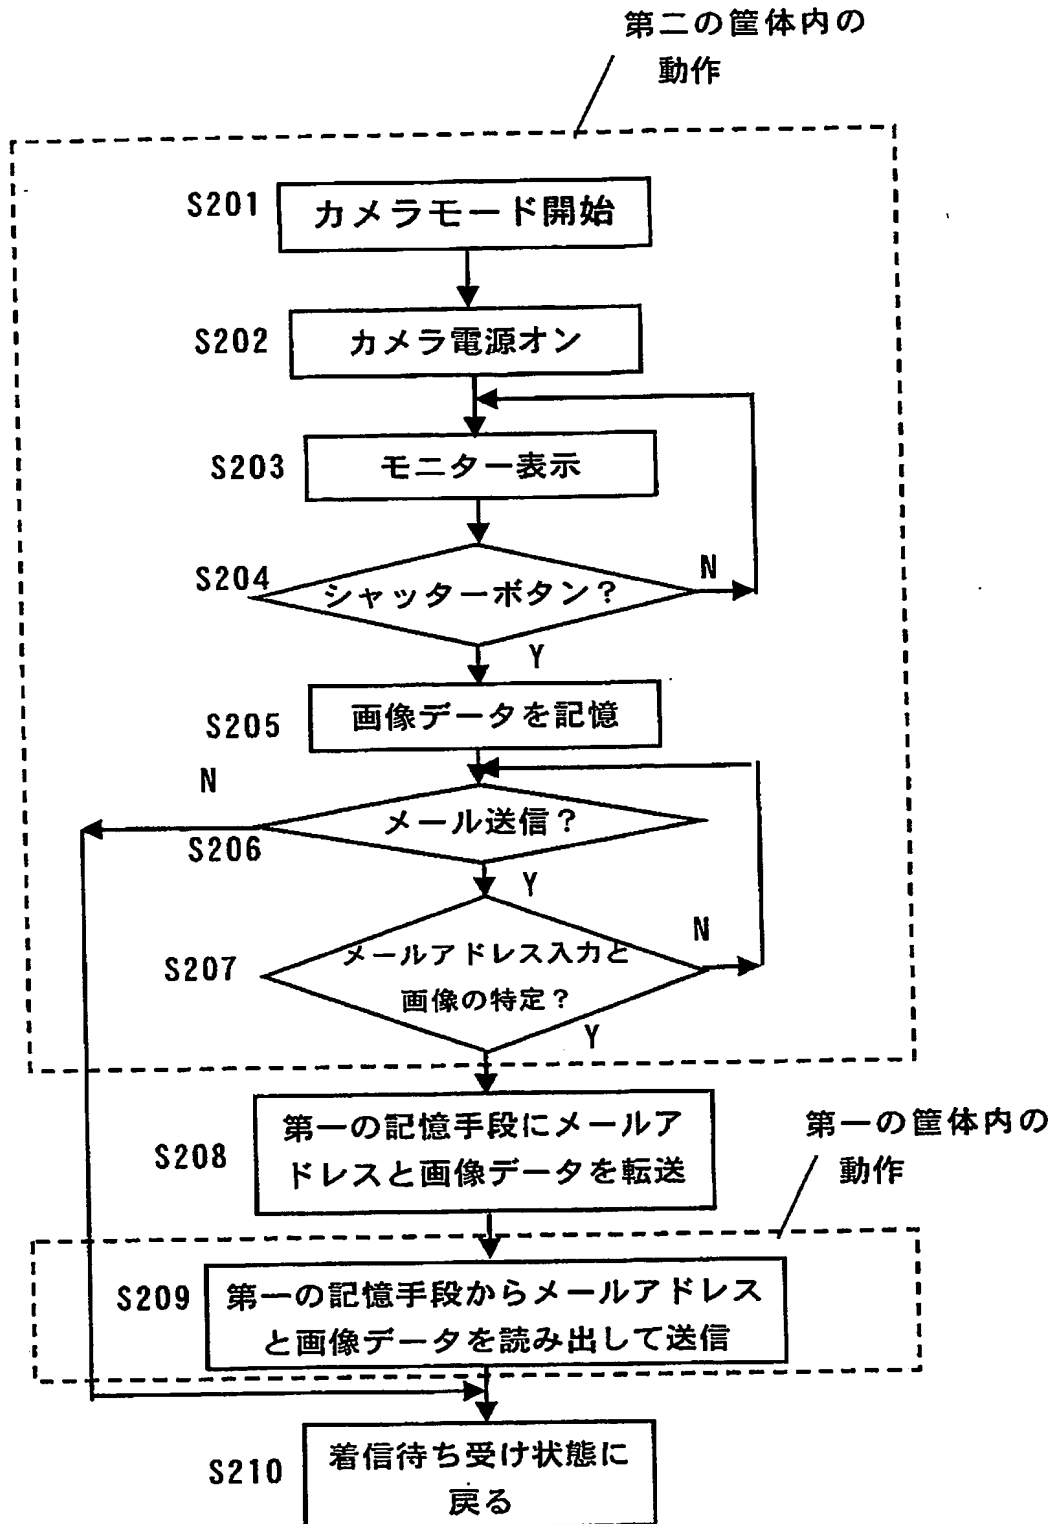 第二の筐体内の
動作
S201
カメラモード開始
S202
カメラ電源オン
S203
モニター表示
S204
シャッターボタン？
N
Y
S205
画像データを記憶
N
メール送信？
S206
Y
S207
メールアドレス入力と
画像の特定？
N
Y
S208
第一の記憶手段にメールア
ドレスと画像データを転送
第一の筐体内の
動作
S209
第一の記憶手段からメールアドレス
と画像データを読み出して送信
S210
着信待ち受け状態に
戻る